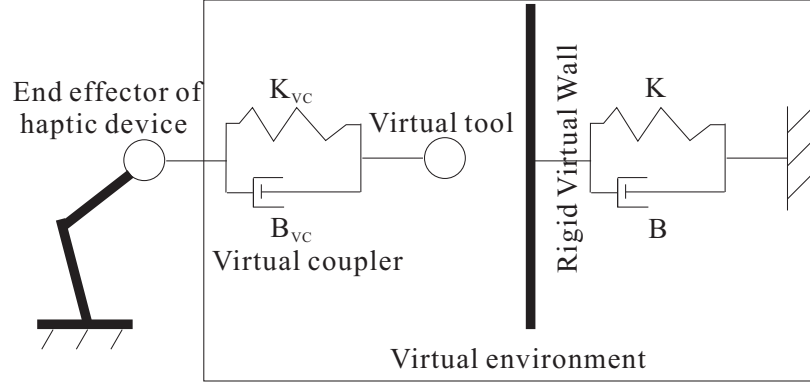 End effector of
haptic device
K_VC
B_VC
Virtual coupler
Virtual tool
Rigid Virtual Wall
K
B
Virtual environment